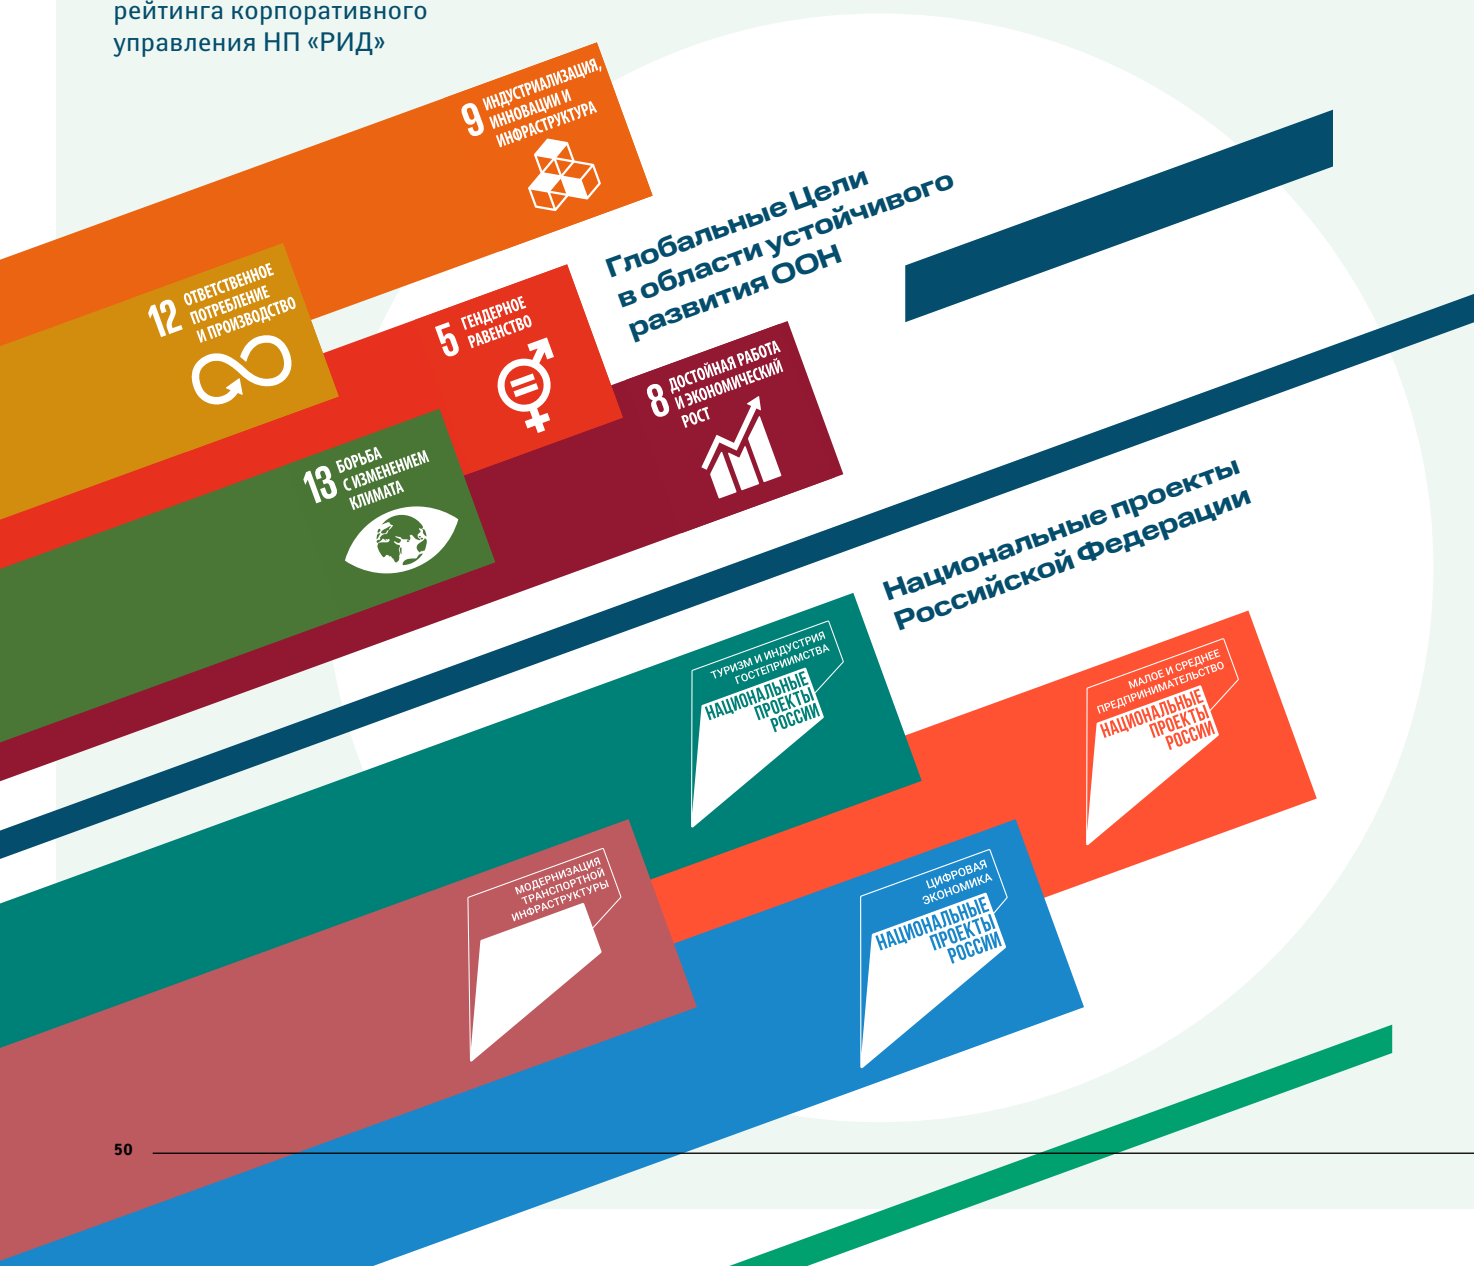 рейтинга корпоративного
управления НП «РИД»
9 ИНДУСТРИАЛИЗАЦИЯ,
ИННОВАЦИИ И
ИНФРАСТРУКТУРА
Глобальные Цели
в области устойчивого
развития ООН
12 ОТВЕТСТВЕННОЕ
ПОТРЕБЛЕНИЕ
И ПРОИЗВОДСТВО
5 ГЕНДЕРНОЕ
РАВЕНСТВО
8 ДОСТОЙНАЯ РАБОТА
И ЭКОНОМИЧЕСКИЙ
РОСТ
13 БОРЬБА
С ИЗМЕНЕНИЕМ
КЛИМАТА
Национальные проекты
Российской Федерации
ТУРИЗМ И ИНДУСТРИЯ
ГОСТЕПРИИМСТВА
НАЦИОНАЛЬНЫЕ
ПРОЕКТЫ
РОССИИ
МАЛОЕ И СРЕДНЕЕ
ПРЕДПРИНИМАТЕЛЬСТВО
НАЦИОНАЛЬНЫЕ
ПРОЕКТЫ
РОССИИ
МОДЕРНИЗАЦИЯ
ТРАНСПОРТНОЙ
ИНФРАСТРУКТУРЫ
ЦИФРОВАЯ
ЭКОНОМИКА
НАЦИОНАЛЬНЫЕ
ПРОЕКТЫ
РОССИИ
50